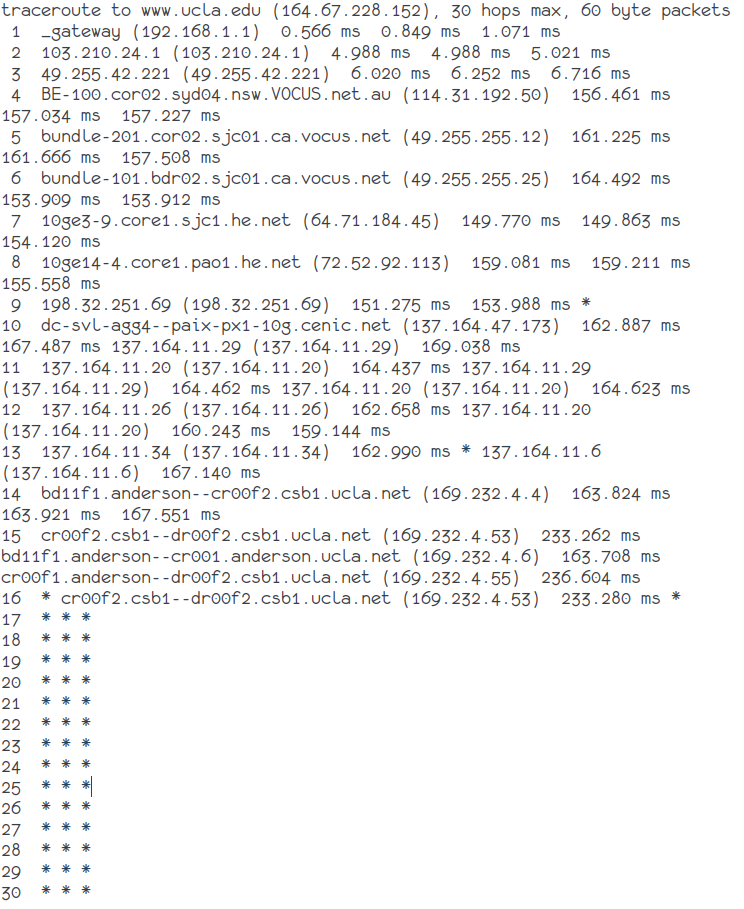 traceroute to www.ucla.edu (164.67.228.152), 30 hops max, 60 byte packets
1 _gateway (192.168.1.1) 0.566 ms 0.849 ms 1.071 ms
2 103.210.24.1 (103.210.24.1) 4.988 ms 4.988 ms 5.021 ms
3 49.255.42.221 (49.255.42.221) 6.020 ms 6.252 ms 6.716 ms
4 BE-100.cor02.syd04.nsw.VOCUS.net.au (114.31.192.50) 156.461 ms
157.034 ms 157.227 ms
5 bundle-201.cor02.sjc01.ca.vocus.net (49.255.255.12) 161.225 ms
161.666 ms 157.508 ms
6 bundle-101.bdr02.sjc01.ca.vocus.net (49.255.255.25) 164.492 ms
153.909 ms 153.912 ms
7 10ge3-9.core1.sjc1.he.net (64.71.184.45) 149.770 ms 149.863 ms
154.120 ms
8 10ge14-4.core1.pao1.he.net (72.52.92.113) 159.081 ms 159.211 ms
155.558 ms
9 198.32.251.69 (198.32.251.69) 151.275 ms 153.988 ms *
10 dc-svl-agg4--paix-px1-10g.cenic.net (137.164.47.173) 162.887 ms
167.487 ms 137.164.11.29 (137.164.11.29) 169.038 ms
11 137.164.11.20 (137.164.11.20) 164.437 ms 137.164.11.29
(137.164.11.29) 164.462 ms 137.164.11.20 (137.164.11.20) 164.623 ms
12 137.164.11.26 (137.164.11.26) 162.658 ms 137.164.11.20
(137.164.11.20) 160.243 ms 159.144 ms
13 137.164.11.34 (137.164.11.34) 162.990 ms * 137.164.11.6
(137.164.11.6) 167.140 ms
14 bd11f1.anderson--cr00f2.csb1.ucla.net (169.232.4.4) 163.824 ms
163.921 ms 167.551 ms
15 cr00f2.csb1--dr00f2.csb1.ucla.net (169.232.4.53) 233.262 ms
bd11f1.anderson--cr001.anderson.ucla.net (169.232.4.6) 163.708 ms
cr00f1.anderson--dr00f2.csb1.ucla.net (169.232.4.55) 236.604 ms
16 * cr00f2.csb1--dr00f2.csb1.ucla.net (169.232.4.53) 233.280 ms *
17 * * *
18 * * *
19 * * *
20 * * *
21 * * *
22 * * *
23 * * *
24 * * *
25 * * *
26 * * *
27 * * *
28 * * *
29 * * *
30 * * *